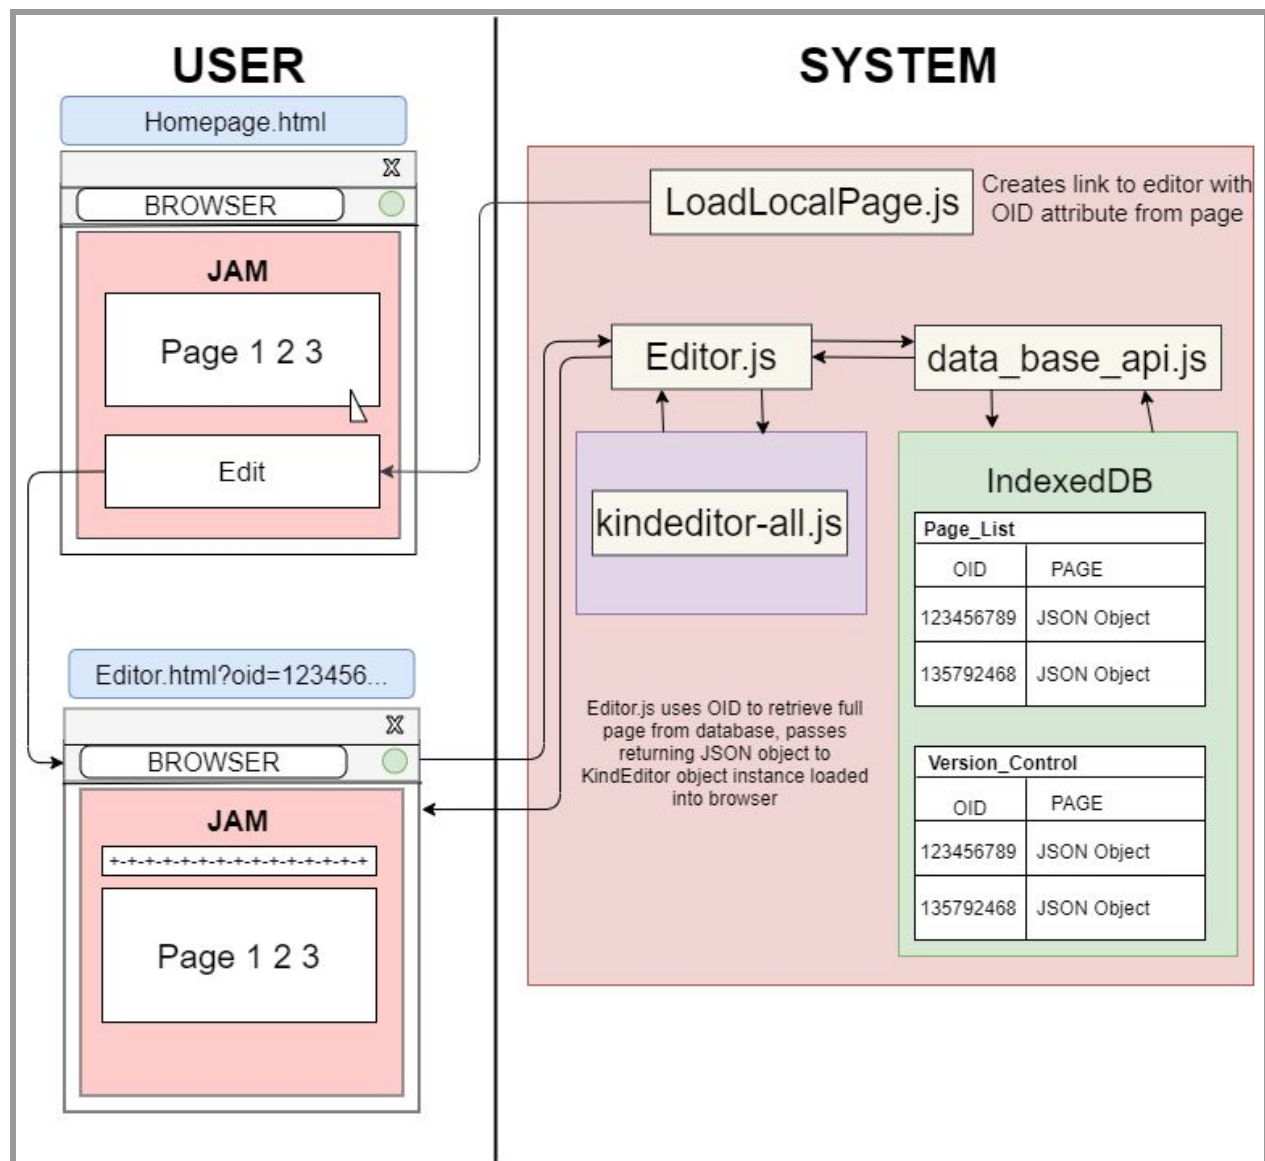 USER
Homepage.html
X
BROWSER
JAM
Page 1 2 3
Edit
Editor.html?oid=123456...
X
BROWSER
JAM
+-+-+-+-+-+-+-+-+-+-+-+-+-+-+
Page 1 2 3
SYSTEM
LoadLocalPage.js
Creates link to editor with
OID attribute from page
Editor.js
data_base_api.js
kindeditor-all.js
Editor.js uses OID to retrieve full
page from database, passes
returning JSON object to
KindEditor object instance loaded
into browser
IndexedDB
Page_List
OID PAGE
123456789 JSON Object
135792468 JSON Object
Version_Control
OID PAGE
123456789 JSON Object
135792468 JSON Object